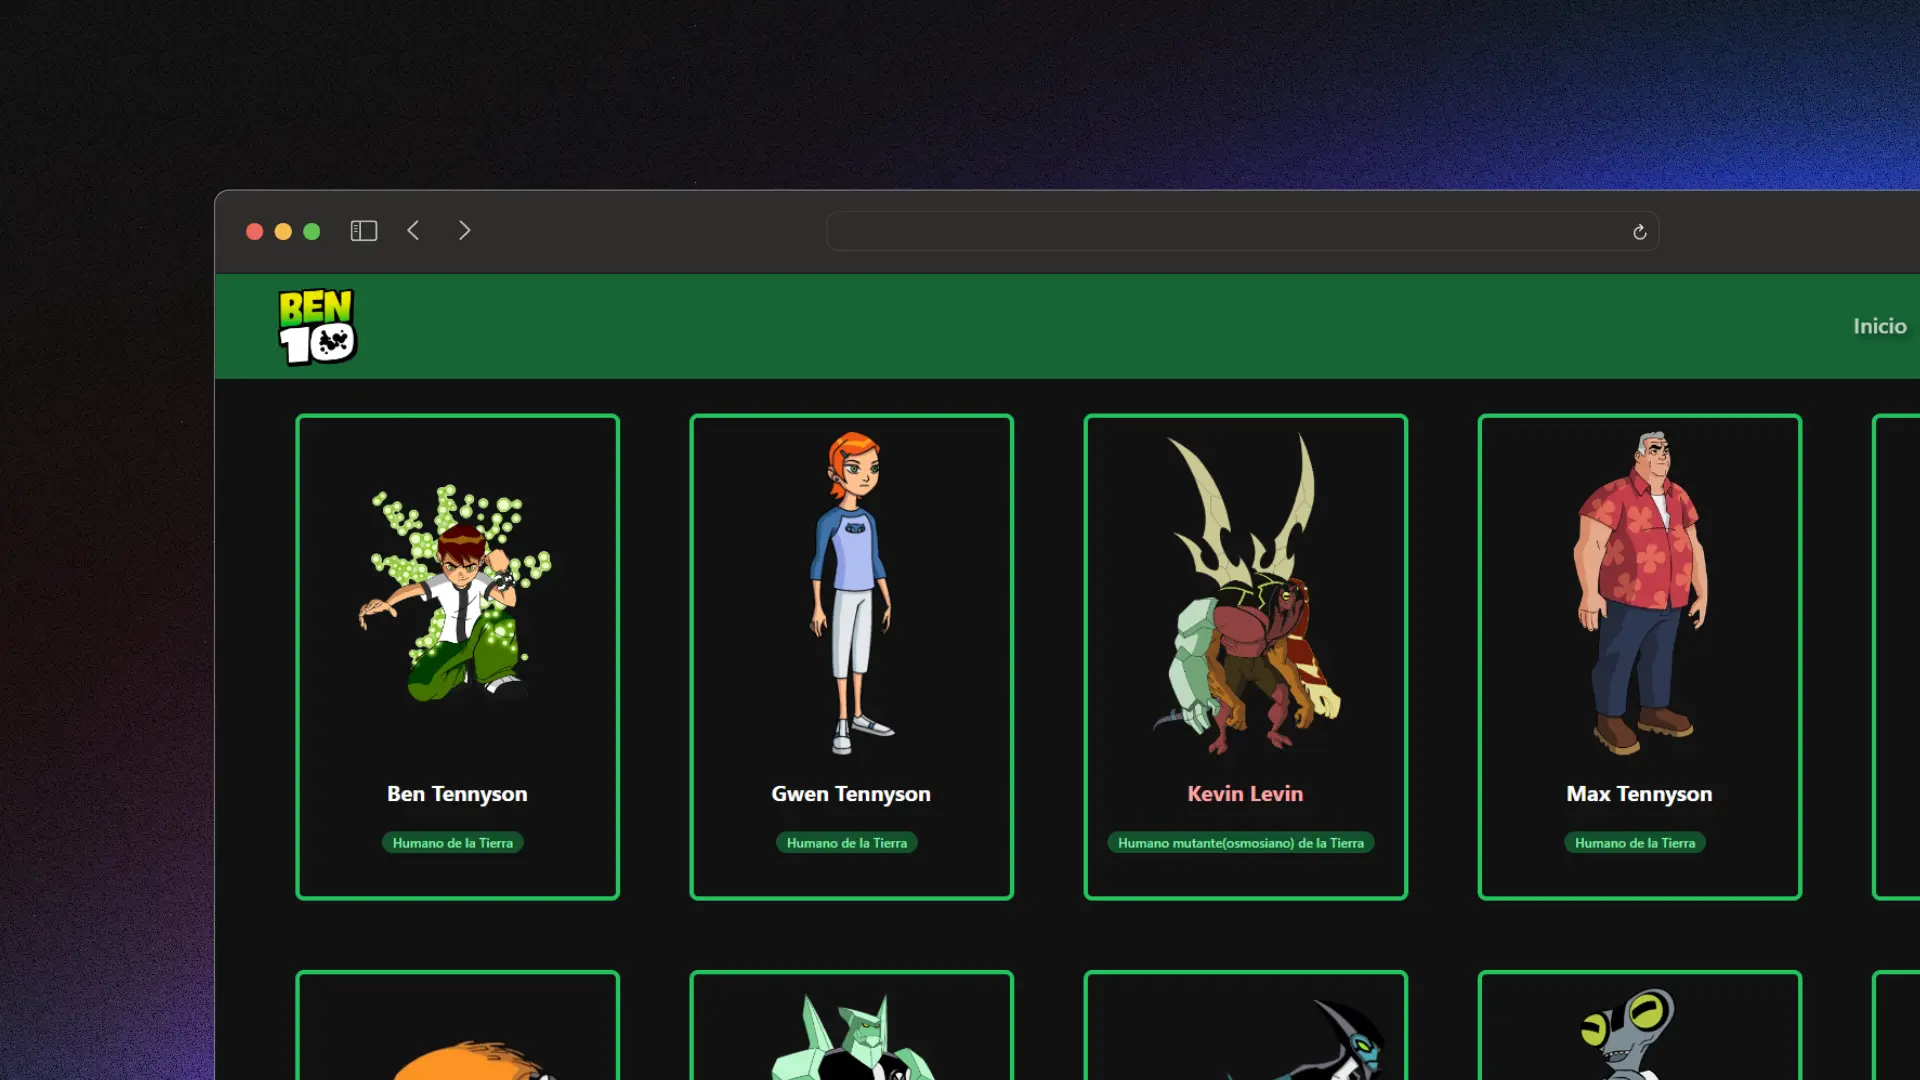 BEN
10
Inicio
Ben Tennyson
Humano de la Tierra
Gwen Tennyson
Humano de la Tierra
Kevin Levin
Humano mutante(osmosiano) de la Tierra
Max Tennyson
Humano de la Tierra